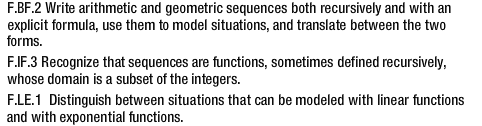 F.BF.2 Write arithmetic and geometric sequences both recursively and with an
explicit formula, use them to model situations, and translate between the two
forms.
F.IF.3 Recognize that sequences are functions, sometimes defined recursively,
whose domain is a subset of the integers.
F.LE.1 Distinguish between situations that can be modeled with linear functions
and with exponential functions.